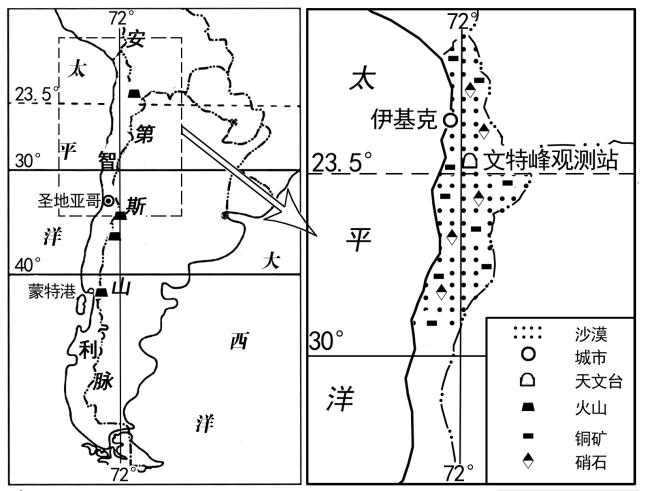 72°
安
太
23.5°
第
平
智
30°
圣地亚哥
斯
洋
大
40°
蒙特港
山
西
利
脉
洋
72°
72°
太
伊基克
文特峰观测站
23.5°
平
30°
洋
72°
沙漠
城市
天文台
火山
铜矿
硝石